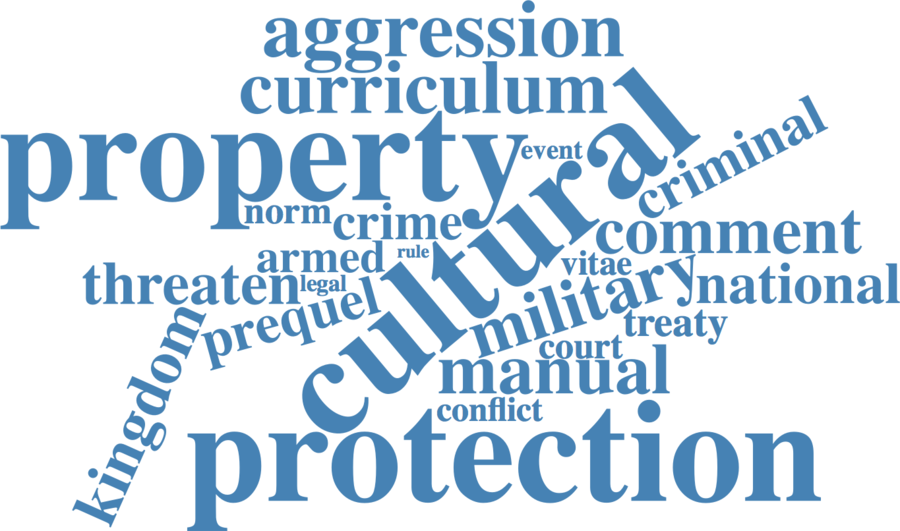 aggression
curriculum
property
event
cultural
criminal
norm
crime
comment
armed
rule
vitae
threaten
legal
military
national
prequel
treaty
kingdom
court
manual
conflict
protection